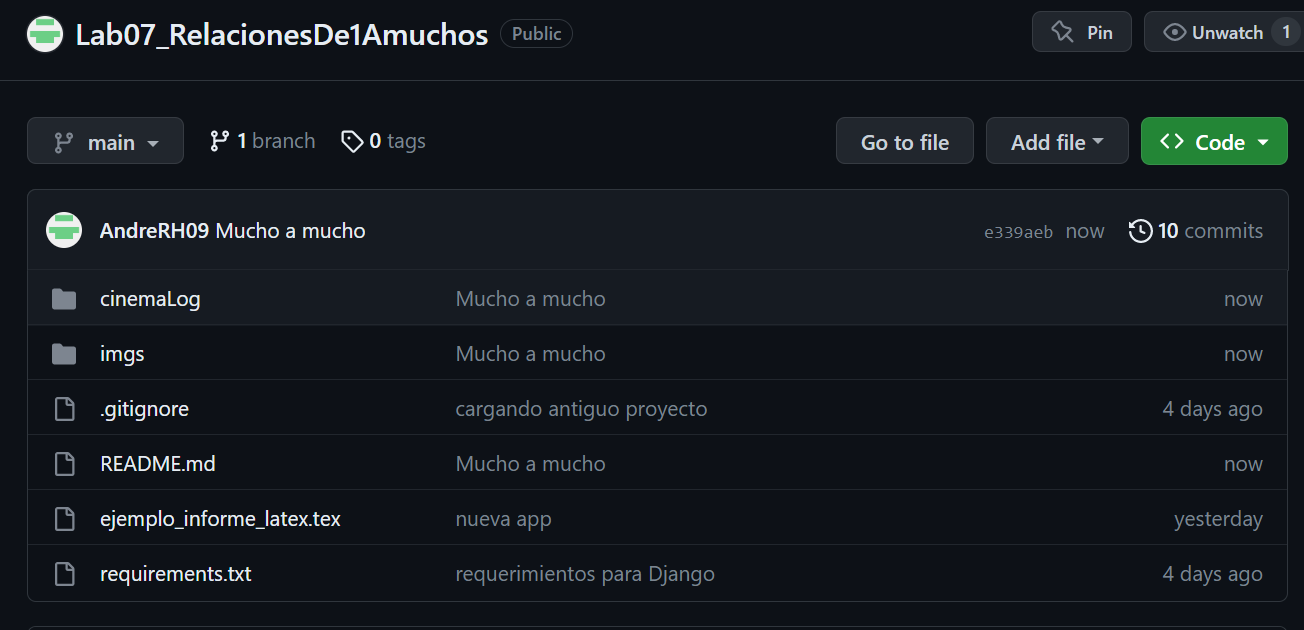 Lab07_RelacionesDe1Amuchos Public Pin Unwatch 1
main 1 branch 0 tags Go to file Add file Code
AndreRH09 Mucho a mucho e339aeb now 10 commits
cinemaLog Mucho a mucho now
imgs Mucho a mucho now
.gitignore cargando antiguo proyecto 4 days ago
README.md Mucho a mucho now
ejemplo_informe_latex.tex nueva app yesterday
requirements.txt requerimientos para Django 4 days ago